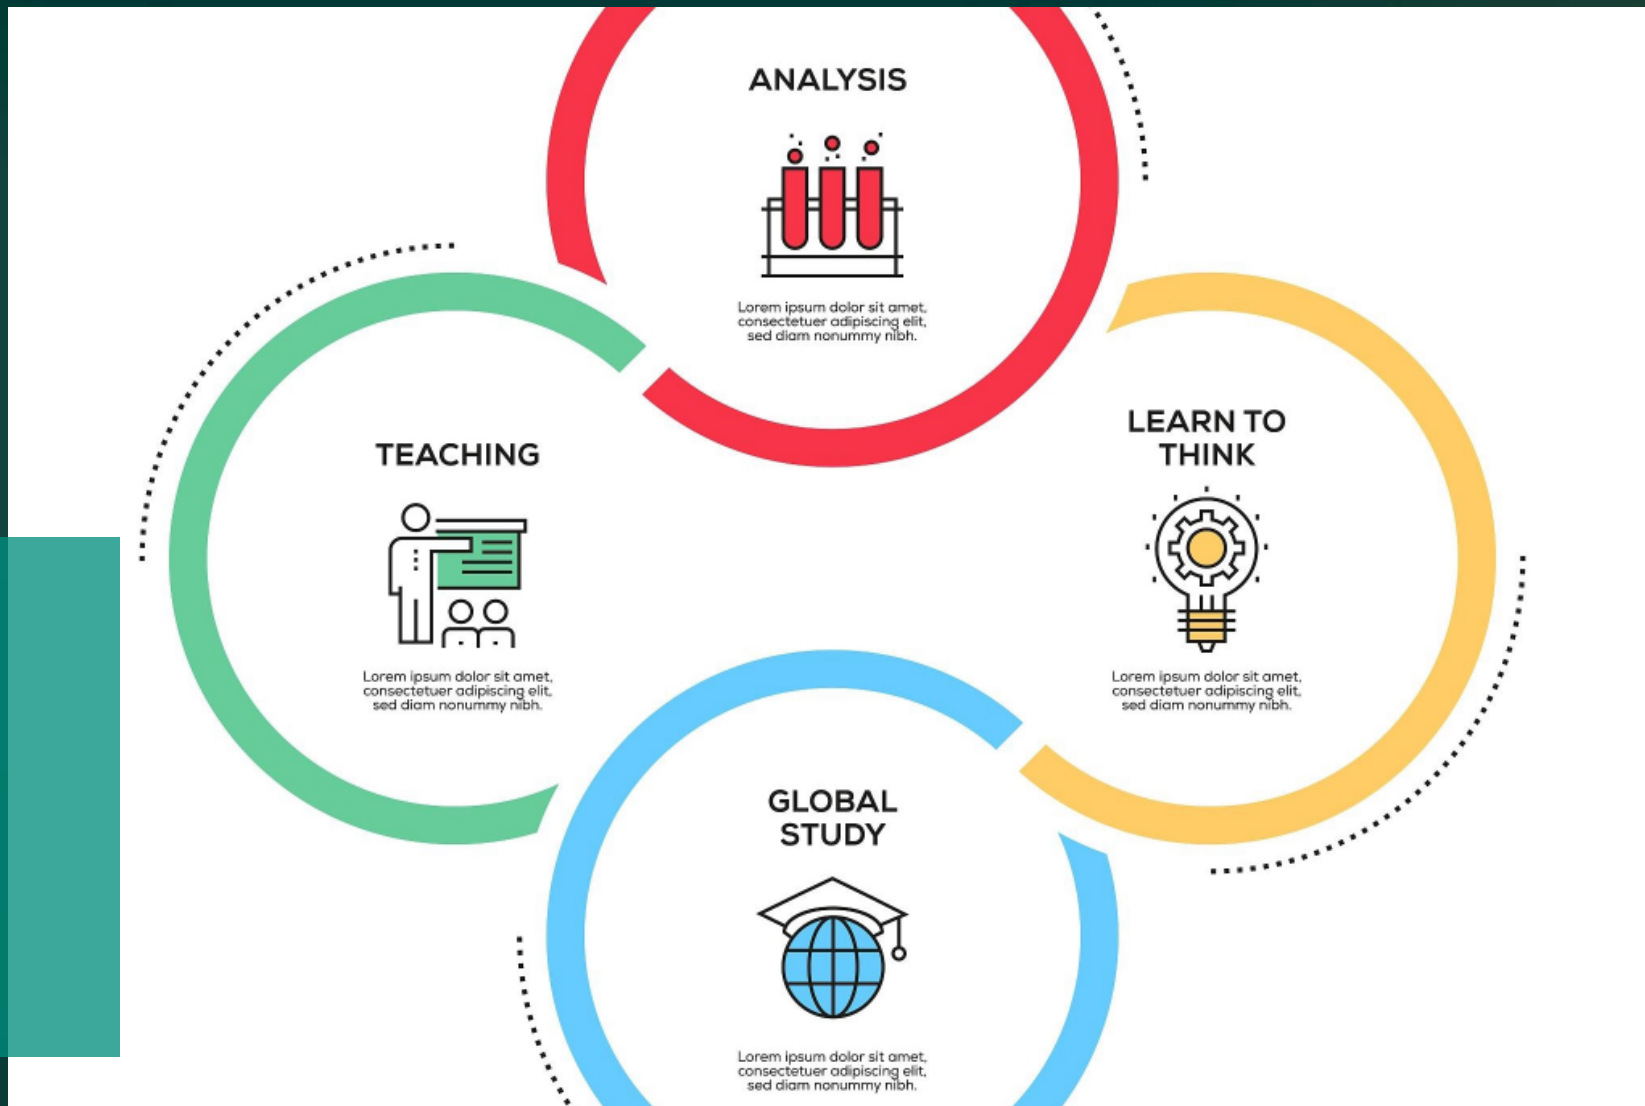 ANALYSIS
Lorem ipsum dolor sit amet,
consectetuer adipiscing elit,
sed diam nonummy nibh.
TEACHING
Lorem ipsum dolor sit amet,
consectetuer adipiscing elit,
sed diam nonummy nibh.
LEARN TO
THINK
Lorem ipsum dolor sit amet,
consectetuer adipiscing elit,
sed diam nonummy nibh.
GLOBAL
STUDY
Lorem ipsum dolor sit amet,
consectetuer adipiscing elit,
sed diam nonummy nibh.